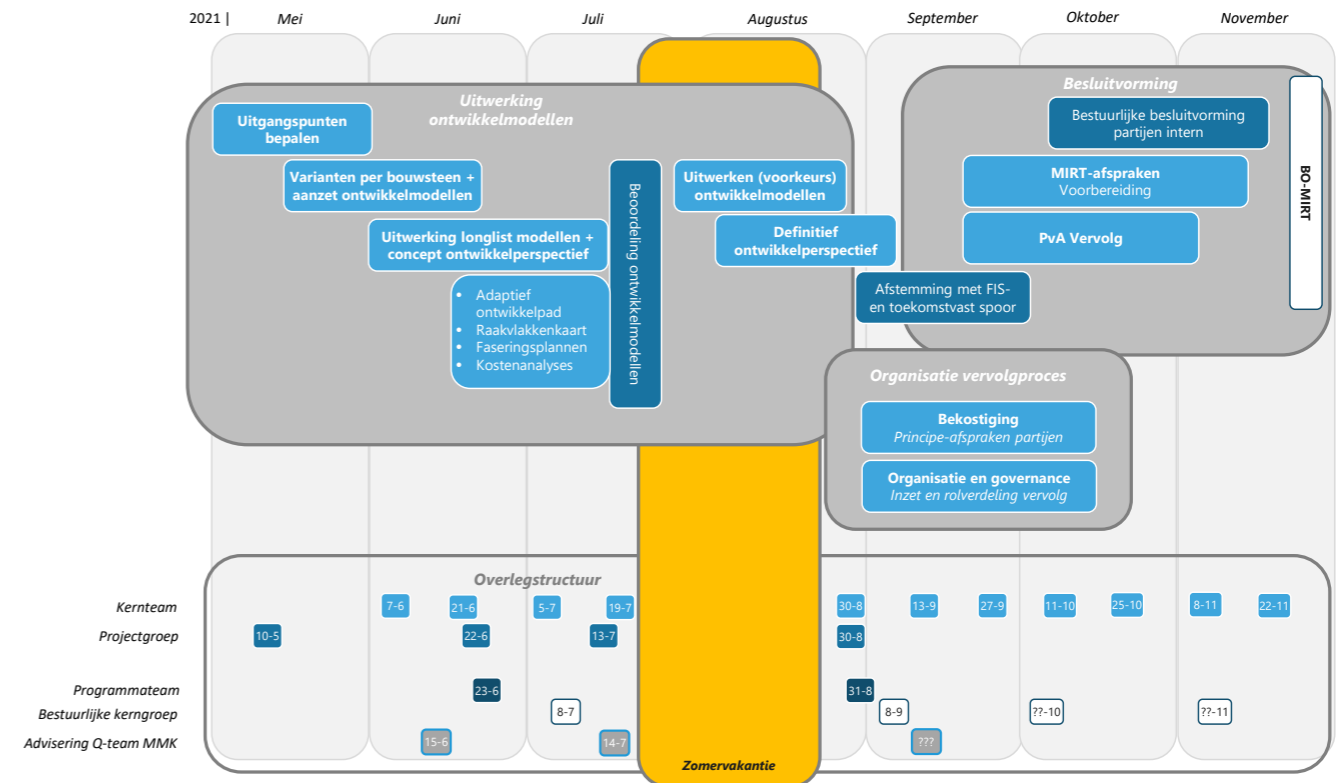 2021 |
Mei
Juni
Juli
Augustus
September
Oktober
November
Uitwerking
ontwikkelmodellen
Uitgangspunten
bepalen
Varianten per bouwsteen +
aanzet ontwikkelmodellen
Uitwerking longlist modellen +
concept ontwikkelperspectief
• Adaptief
ontwikkelpad
• Raakvlakkenkaart
• Faseringsplannen
• Kostenanalyses
Beoordeling ontwikkelmodellen
Uitwerken (voorkeurs)
ontwikkelmodellen
Definitief
ontwikkelperspectief
Besluitvorming
Bestuurlijke besluitvorming
partijen intern
MIRT-afspraken
Voorbereiding
PvA Vervolg
Afstemming met FIS-
en toekomstvast spoor
BO-MIRT
Organisatie vervolgproces
Bekostiging
Principe-afspraken partijen
Organisatie en governance
Inzet en rolverdeling vervolg
Overlegstructuur
Kernteam
7-6
21-6
5-7
19-7
30-8
13-9
27-9
11-10
25-10
8-11
22-11
Projectgroep
10-5
22-6
13-7
30-8
Programmateam
23-6
31-8
Bestuurlijke kerngroep
8-7
8-9
??-10
??-11
Advisering Q-team MMK
15-6
14-7
???
Zomervakantie